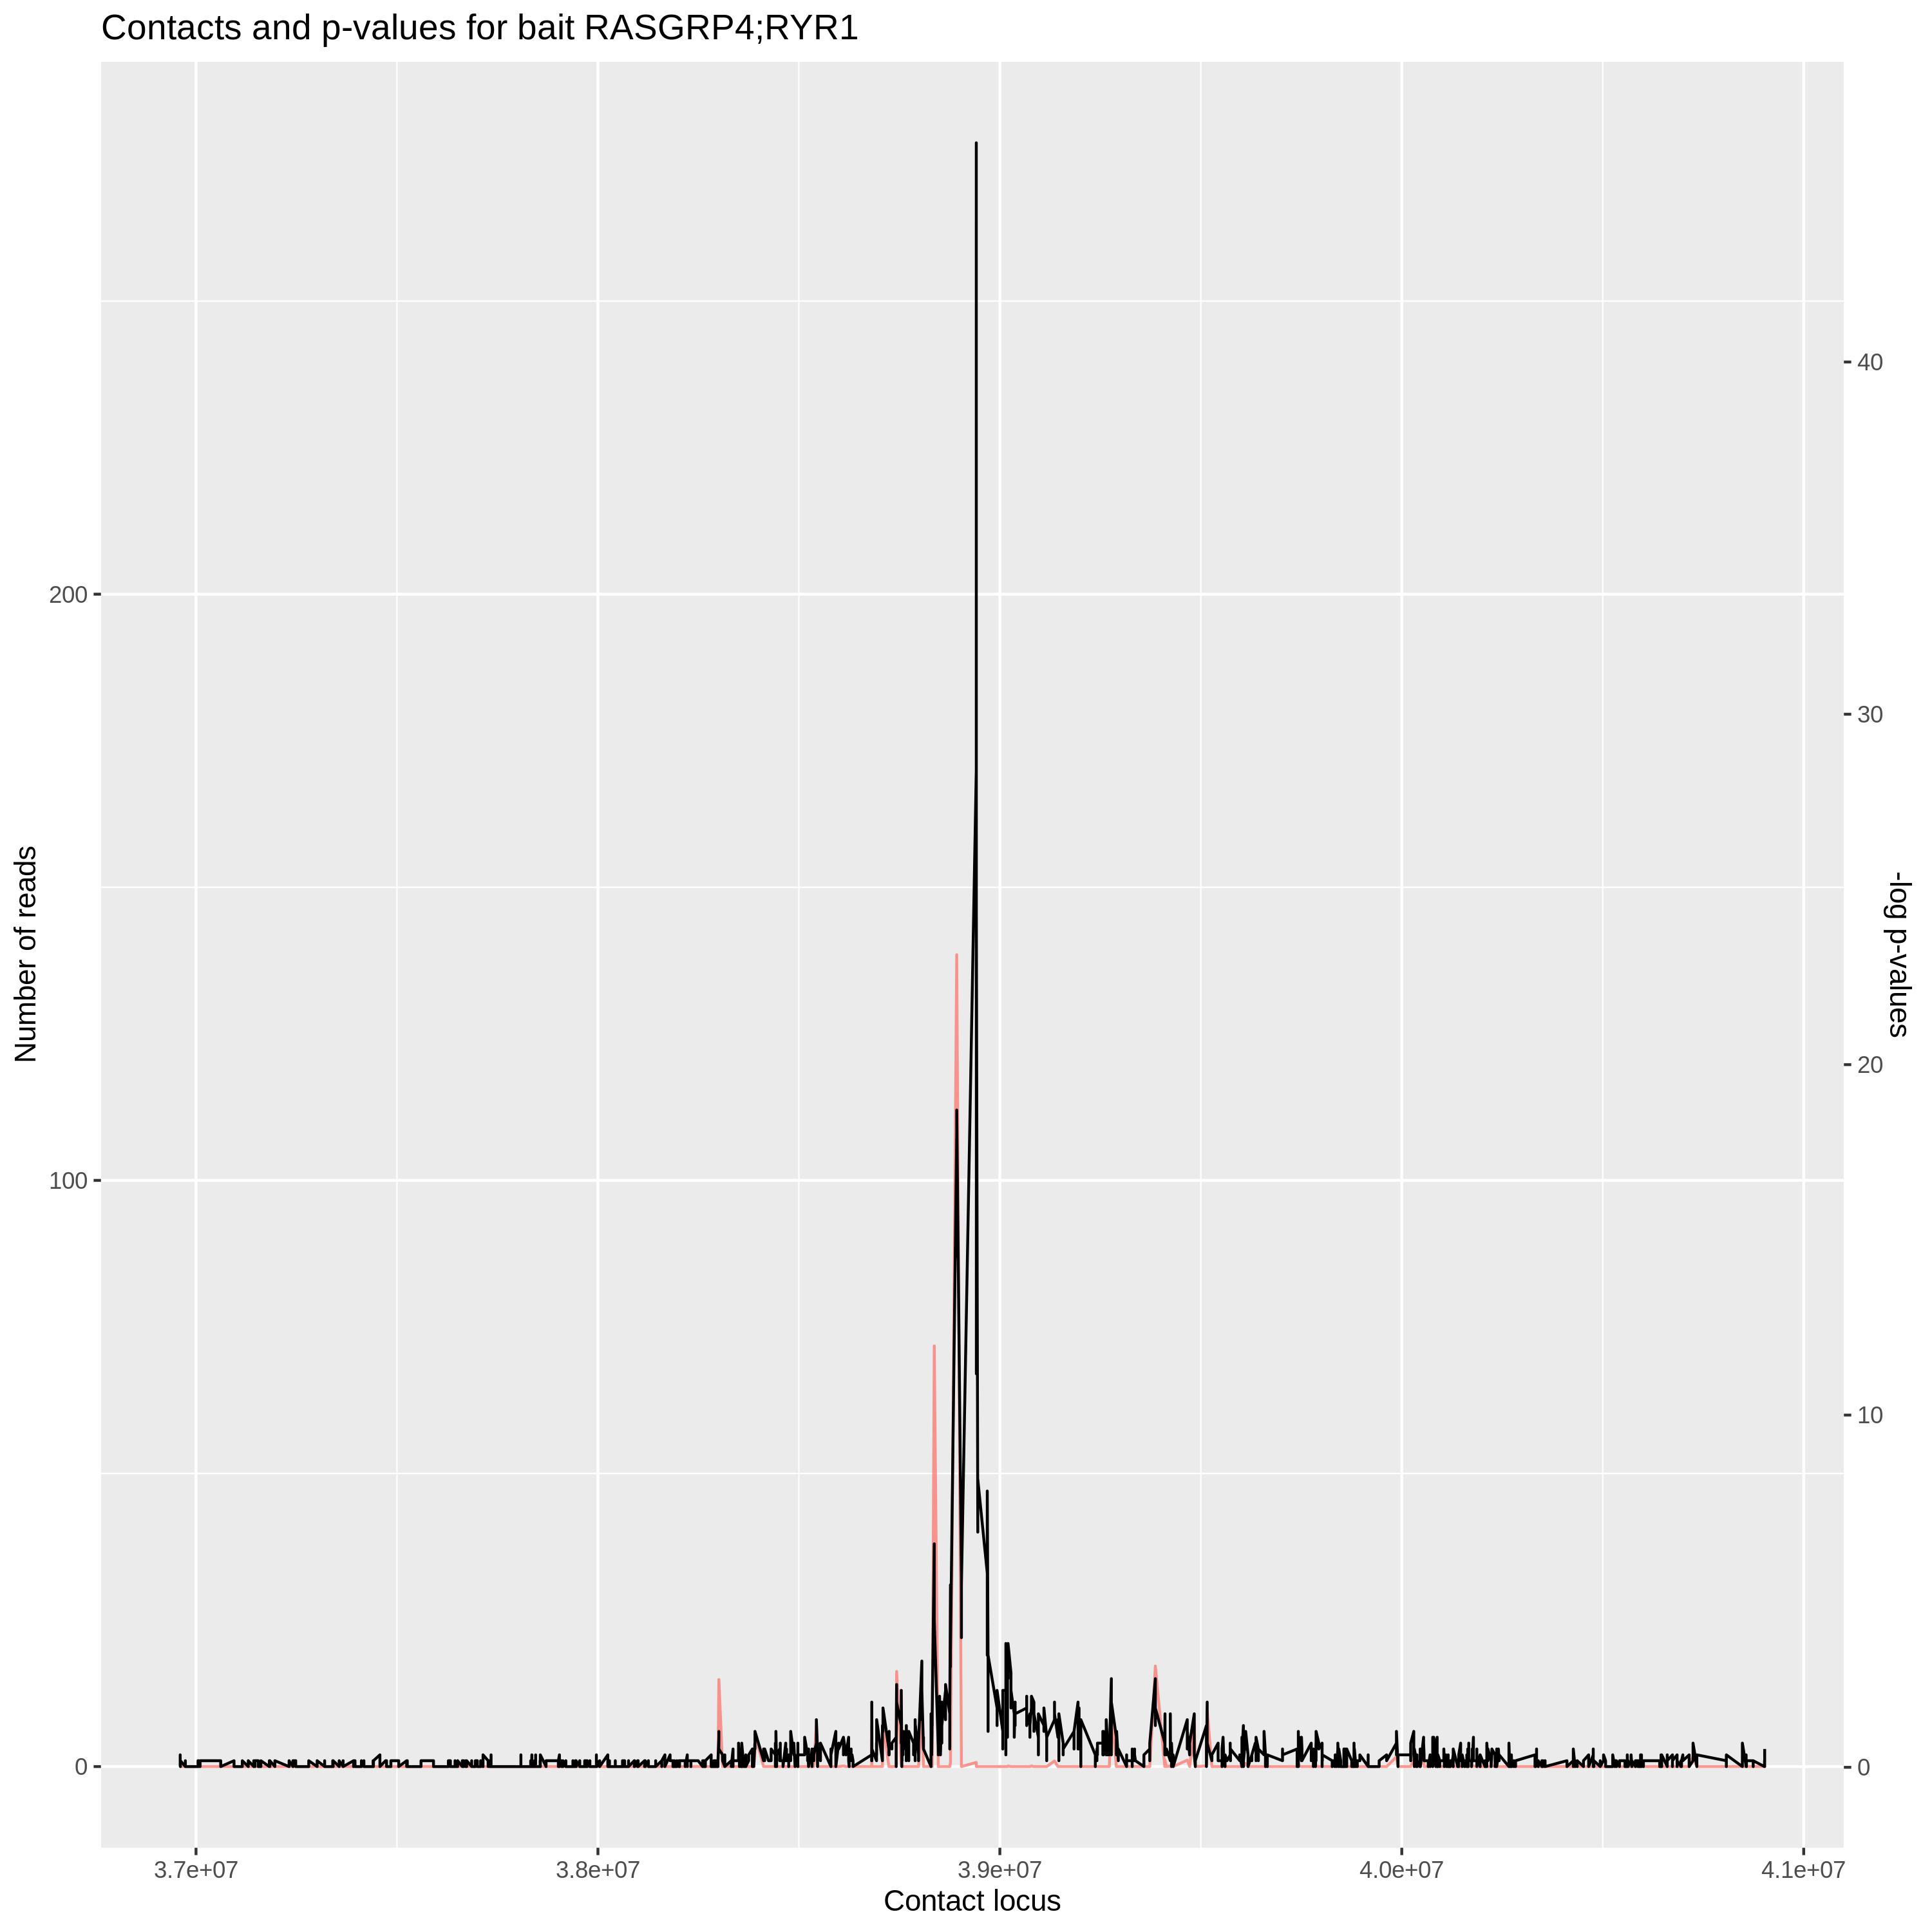 Contacts and p-values for bait RASGRP4;RYR1
Number of reads
200
100
0
40
30
20
10
0
-log p-values
3.7e+07
3.8e+07
3.9e+07
4.0e+07
4.1e+07
Contact locus